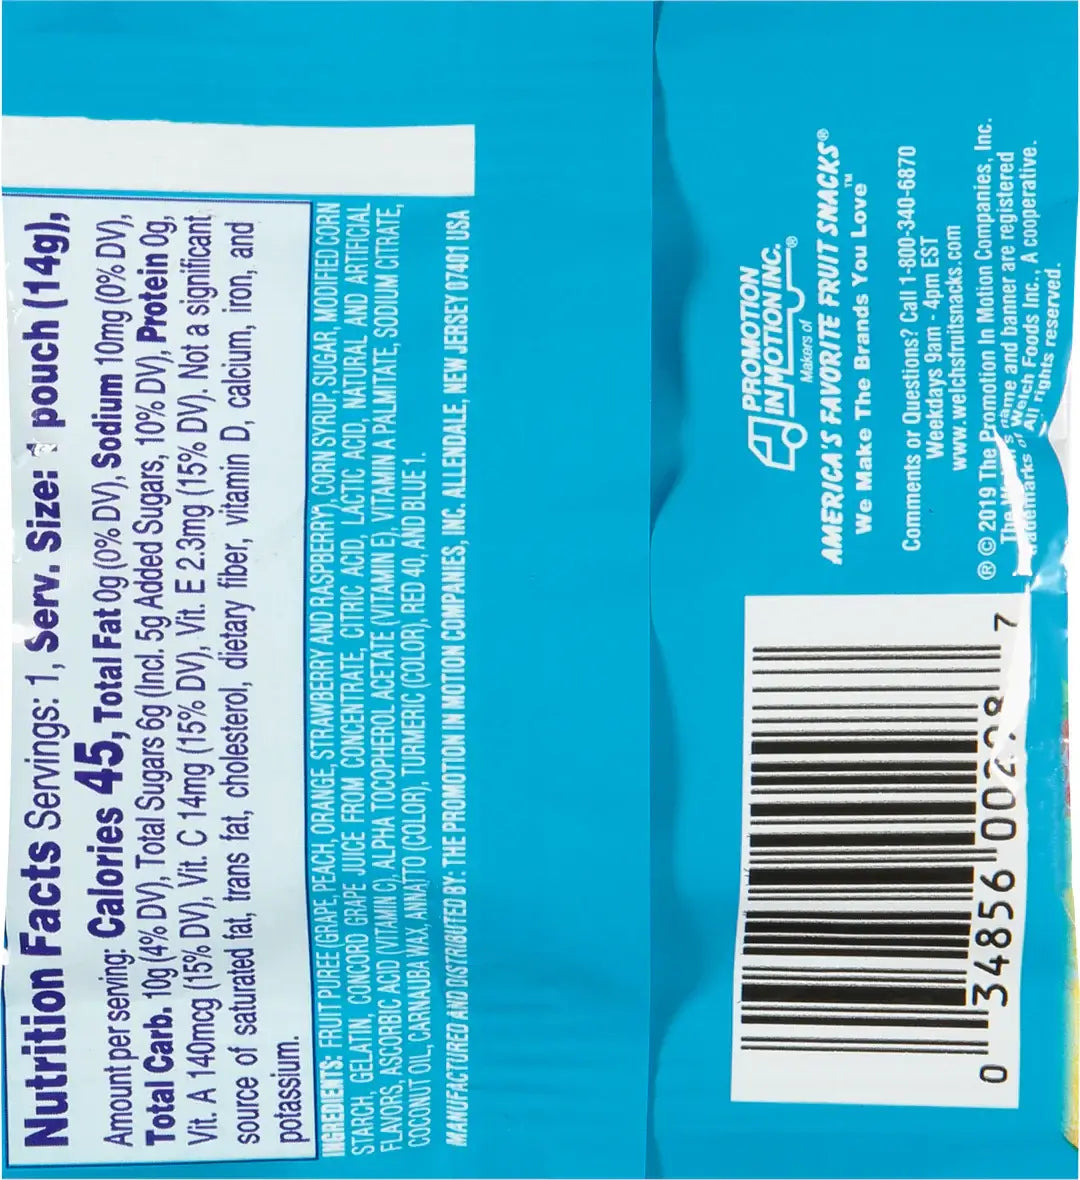 Nutrition Facts Servings: 1, Serv. Size: 1 pouch (14g),
Amount per serving: Calories 45, Total Fat 0g (0% DV), Sodium 10mg (0% DV),
Total Carb. 10g (4% DV), Total Sugars 6g (Incl. 5g Added Sugars, 10% DV), Protein 0g,
Vit. A 140mcg (15% DV), Vit. C 14mg (15% DV), Vit. E 2.3mg (15% DV). Not a significant
source of saturated fat, trans fat, cholesterol, dietary fiber, vitamin D, calcium, iron, and
potassium.
INGREDIENTS: FRUIT PUREE (GRAPE, PEACH, ORANGE, STRAWBERRY AND RASPBERRY), CORN SYRUP, SUGAR, MODIFIED CORN
STARCH, GELATIN, CONCORD GRAPE JUICE FROM CONCENTRATE, CITRIC ACID, LACTIC ACID, NATURAL AND ARTIFICIAL
FLAVORS, ASCORBIC ACID (VITAMIN C), ALPHA TOCOPHEROL ACETATE (VITAMIN E), VITAMIN A PALMITATE, SODIUM CITRATE,
COCONUT OIL, CARNAUBA WAX, ANNATTO (COLOR), TURMERIC (COLOR), RED 40, AND BLUE 1.
MANUFACTURED AND DISTRIBUTED BY: THE PROMOTION IN MOTION COMPANIES, INC. ALLENDALE, NEW JERSEY 07401 USA
PROMOTION
IN MOTION INC.®
Makers of
AMERICA'S FAVORITE FRUIT SNACKS®
We Make The Brands You Love™
Comments or Questions? Call 1-800-340-6870
Weekdays 9am - 4pm EST
www.welchsfruitsnacks.com
® © 2019 The Promotion In Motion Companies, Inc.
The name and banner are registered
Welch Foods Inc., A cooperative.
All rights reserved.
0 34856 00228 7